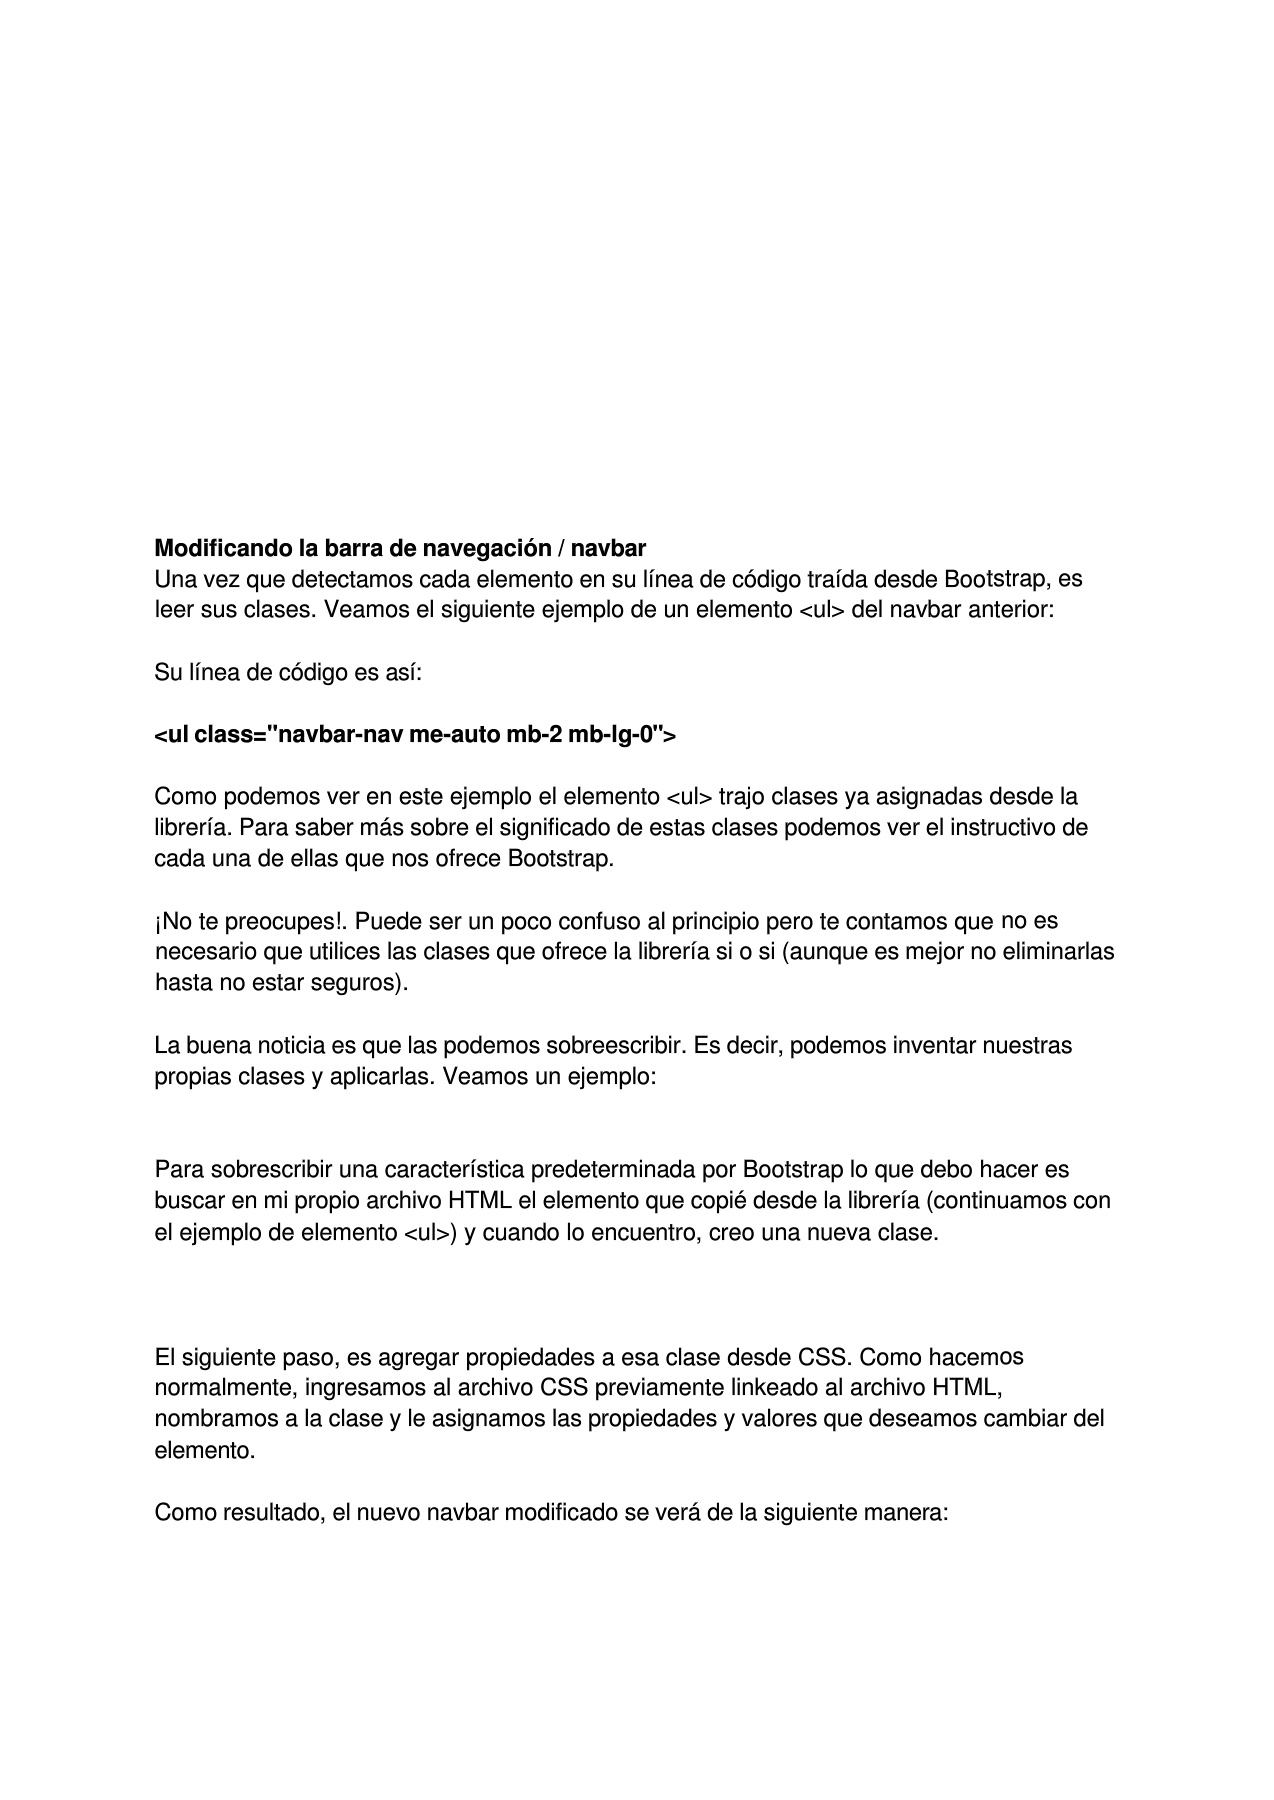 Modificando la barra de navegación / navbar
Una vez que detectamos cada elemento en su línea de código traída desde Bootstrap, es
leer sus clases. Veamos el siguiente ejemplo de un elemento <ul> del navbar anterior:
Su línea de código es así:
<ul class="navbar-nav me-auto mb-2 mb-lg-0">
Como podemos ver en este ejemplo el elemento <ul> trajo clases ya asignadas desde la
librería. Para saber más sobre el significado de estas clases podemos ver el instructivo de
cada una de ellas que nos ofrece Bootstrap.
¡No te preocupes!. Puede ser un poco confuso al principio pero te contamos que no es
necesario que utilices las clases que ofrece la librería si o si (aunque es mejor no eliminarlas
hasta no estar seguros).
La buena noticia es que las podemos sobreescribir. Es decir, podemos inventar nuestras
propias clases y aplicarlas. Veamos un ejemplo:
Para sobrescribir una característica predeterminada por Bootstrap lo que debo hacer es
buscar en mi propio archivo HTML el elemento que copié desde la librería (continuamos con
el ejemplo de elemento <ul>) y cuando lo encuentro, creo una nueva clase.
El siguiente paso, es agregar propiedades a esa clase desde CSS. Como hacemos
normalmente, ingresamos al archivo CSS previamente linkeado al archivo HTML,
nombramos a la clase y le asignamos las propiedades y valores que deseamos cambiar del
elemento.
Como resultado, el nuevo navbar modificado se verá de la siguiente manera: